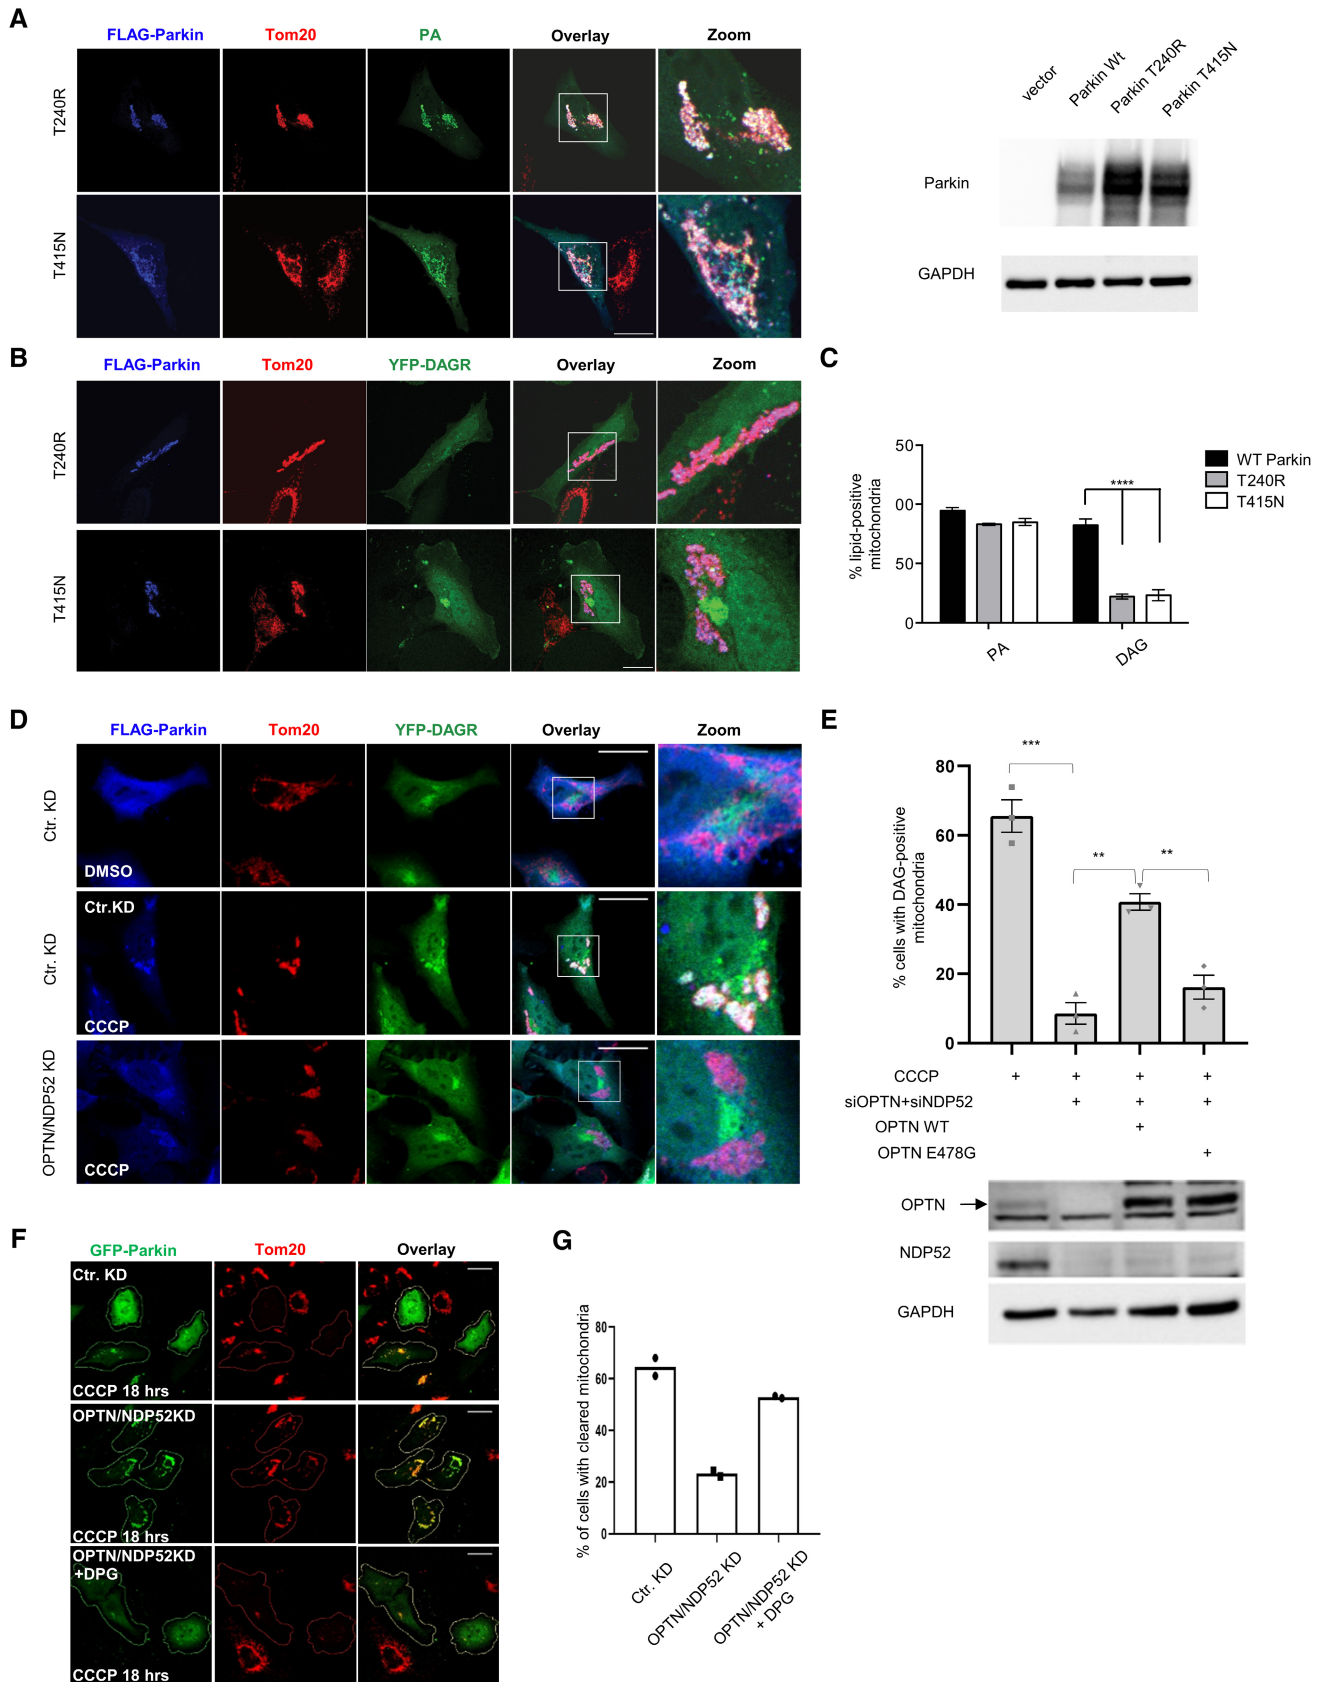 A
FLAG-Parkin Tom20 PA Overlay Zoom
T240R
T415N
vector Parkin Wt Parkin T240R Parkin T415N
Parkin
GAPDH
B
FLAG-Parkin Tom20 YFP-DAGR Overlay Zoom
T240R
T415N
C
% lipid-positive
mitochondria
50
00
50
0
****
PA DAG
WT Parkin
T240R
T415N
D
FLAG-Parkin Tom20 YFP-DAGR Overlay Zoom
Ctr. KD
DMSO
Ctr. KD
Ctr.KD
CCCP
OPTN/NDP52 KD
CCCP
E
% cells with DAG-positive
mitochondria
80
60
40
20
0
***
** **
CCCP + + + +
siOPTN+siNDP52 + + +
OPTN WT +
OPTN E478G +
OPTN
NDP52
GAPDH
F
GFP-Parkin Tom20 Overlay
Ctr. KD
CCCP 18 hrs
OPTN/NDP52KD
CCCP 18 hrs
OPTN/NDP52KD
+DPG
CCCP 18 hrs
G
% of cells with cleared mitochondria
80
60
40
20
0
Ctr. KD
OPTN/NDP52 KD
OPTN/NDP52 KD
+ DPG